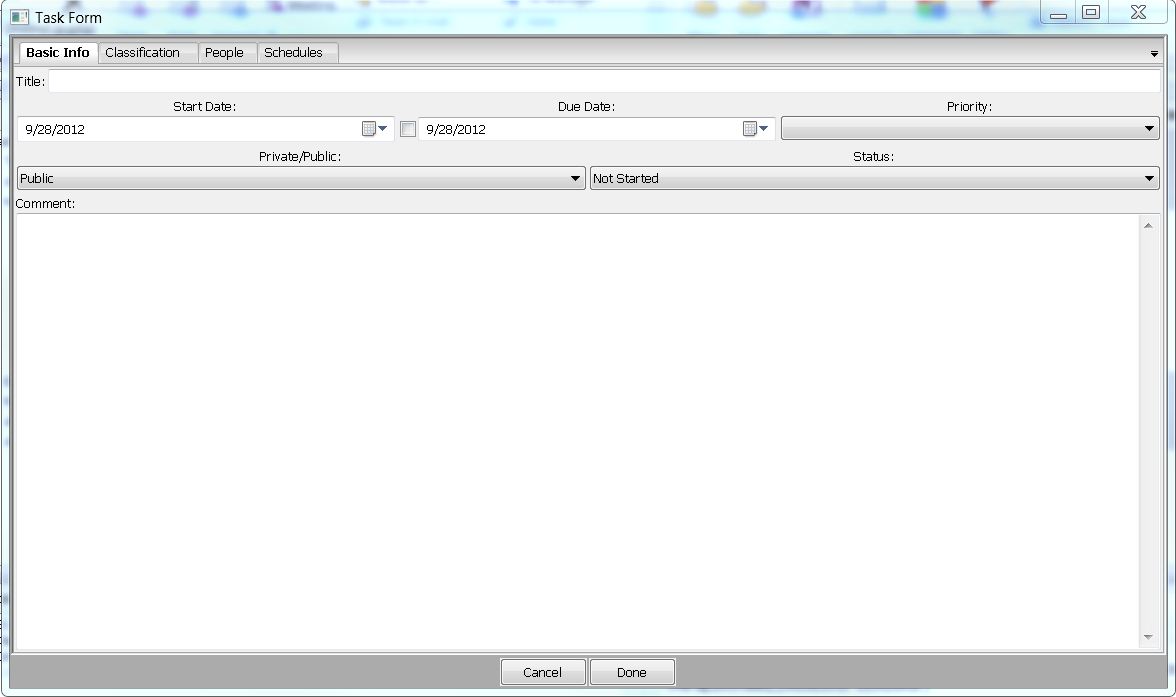 Task Form
Basic Info Classification People Schedules
Title:
Start Date: Due Date: Priority:
9/28/2012 9/28/2012
Private/Public: Status:
Public Not Started
Comment:
Cancel Done